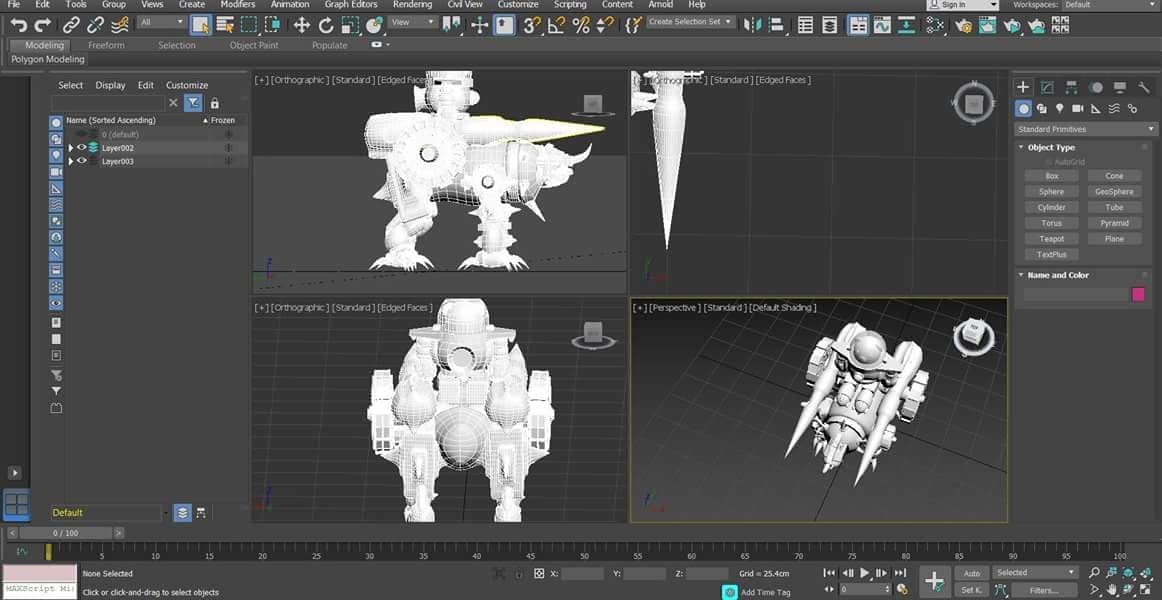 File Edit Tools Group Views Create Modifiers Animation Graph Editors Rendering Civil View Customize Scripting Content Arnold Help Sign In Workspaces: Default
All View Create Selection Set
Modeling Freeform Selection Object Paint Populate
Polygon Modeling
Select Display Edit Customize
Name (Sorted Ascending) Frozen
0 (default)
Layer002
Layer003
Default
[+] [Orthographic ] [Standard ] [Edged Faces ]
[+] [Orthographic ] [Standard ] [Edged Faces ]
[+] [Orthographic ] [Standard ] [Edged Faces ]
[+] [Perspective ] [Standard ] [Default Shading ]
Standard Primitives
Object Type
AutoGrid
Box Cone
Sphere GeoSphere
Cylinder Tube
Torus Pyramid
Teapot Plane
TextPlus
Name and Color
< 0 / 100 >
5 10 15 20 25 30 35 40 45 50 55 60 65 70 75 80 85 90 95 100
None Selected X: Y: Z: Grid = 25.4cm Auto Selected
MAXScript Mi Click or click-and-drag to select objects Add Time Tag 0 Set K. Filters...